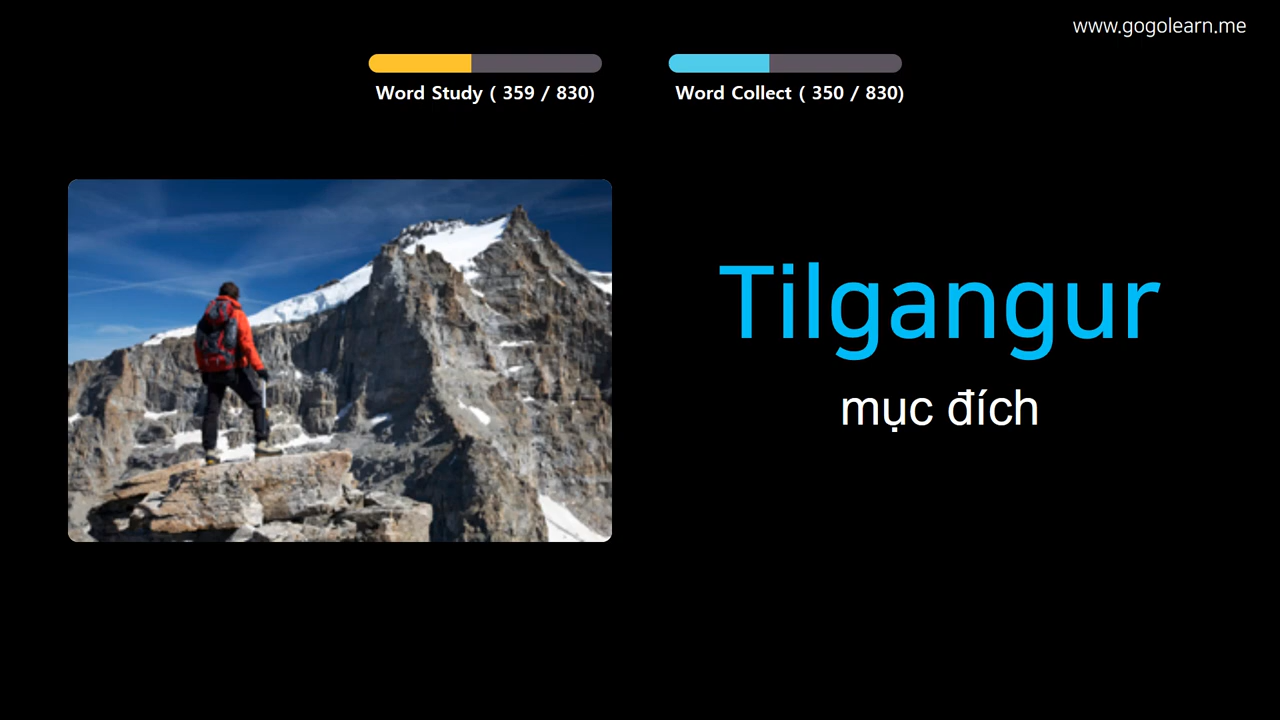 www.gogolearn.me
Word Study ( 359 / 830)
Word Collect ( 350 / 830)
Tilgangur
mục đích